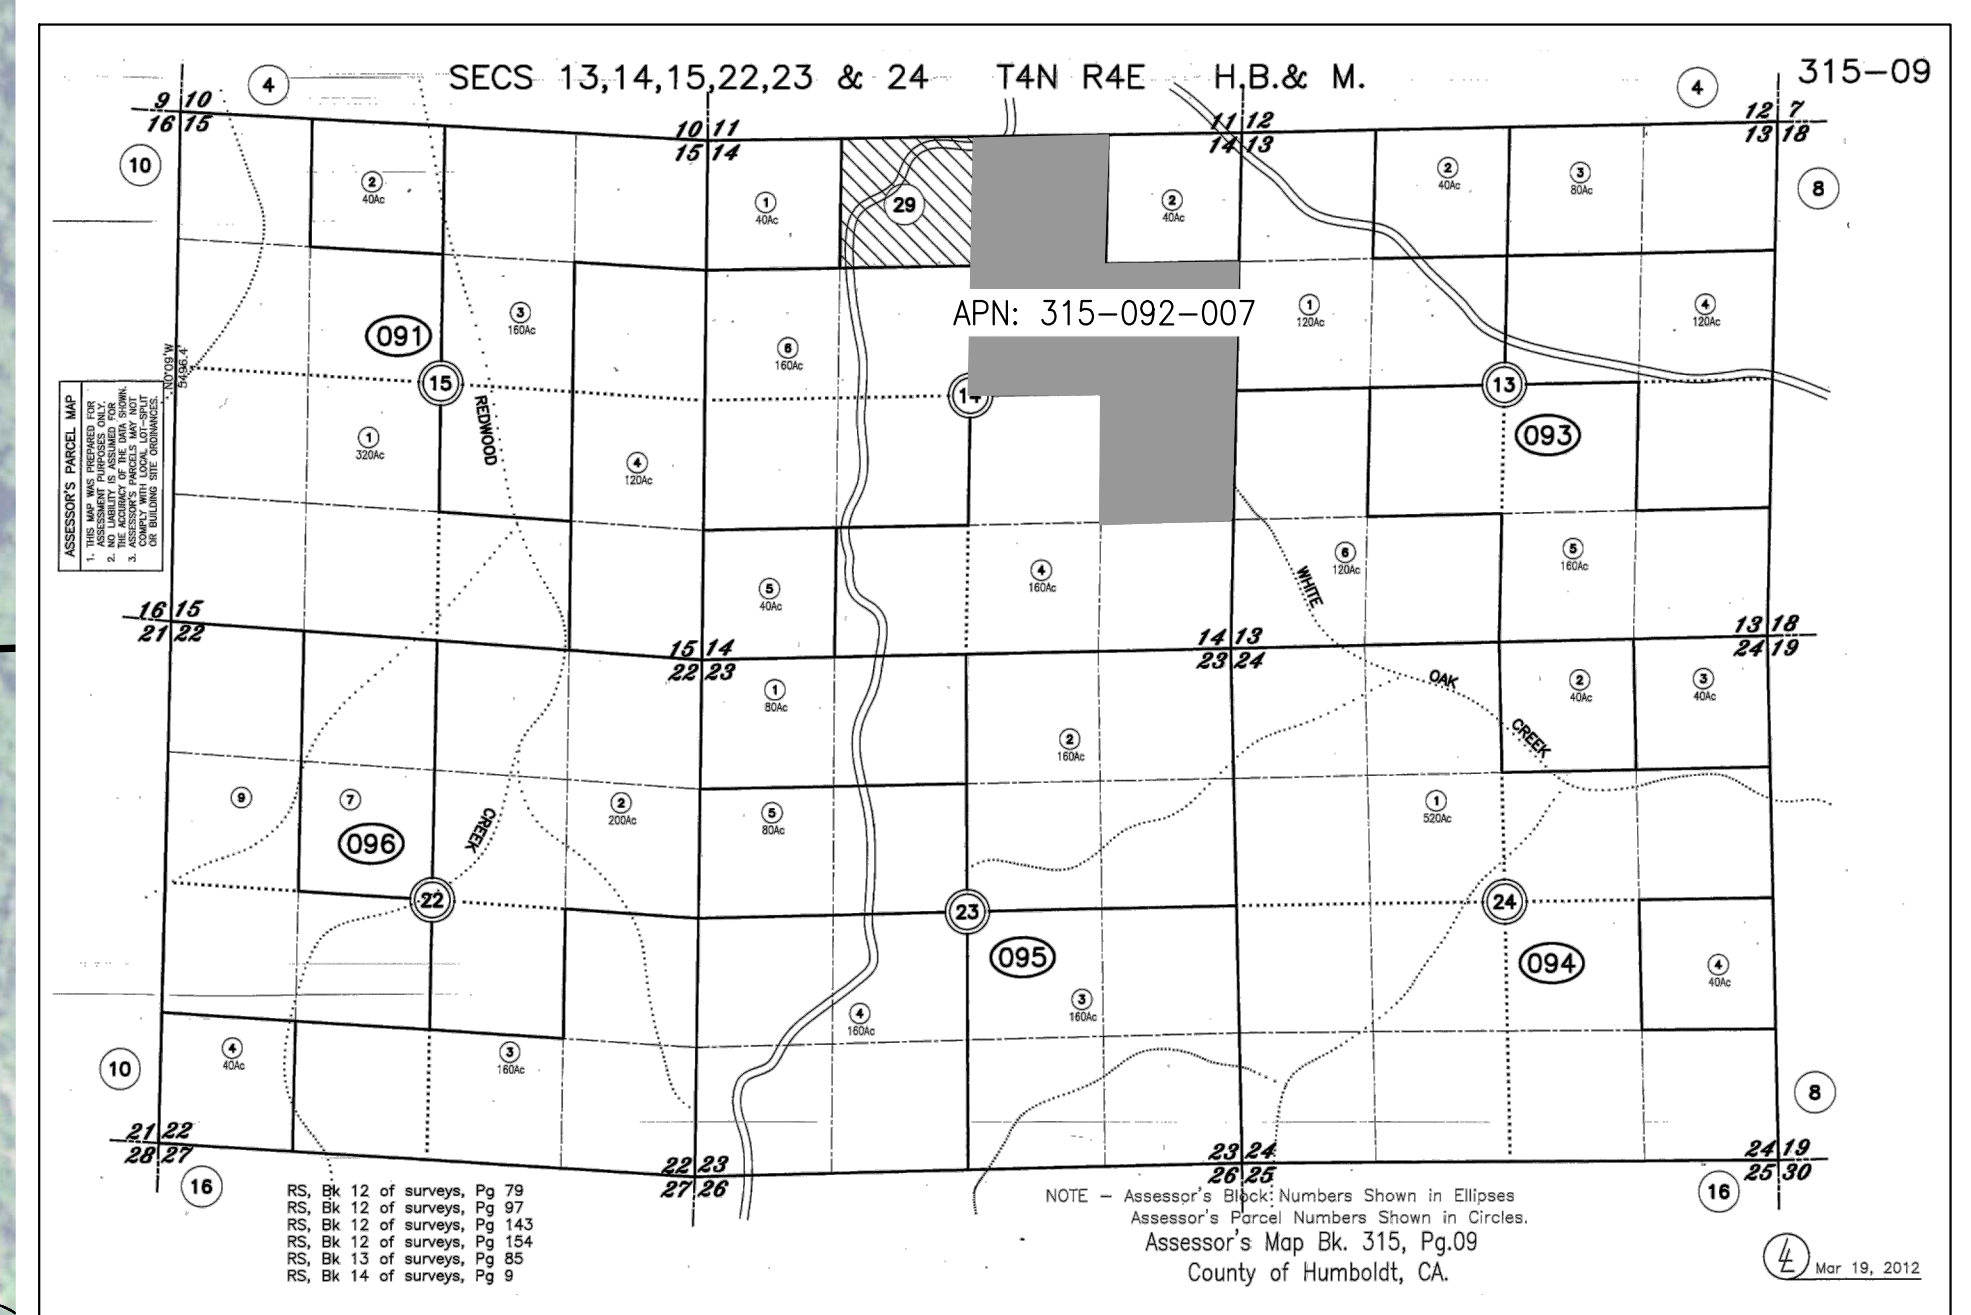 SECS 13,14,15,22,23 & 24 T4N R4E H.B.& M.
315-09
4
4
9 10
16 15
10 11
15 14
11 12
14 13
12 7
13 18
10
8
2
40Ac
1
40Ac
29
2
40Ac
2
40Ac
3
80Ac
091
3
160Ac
6
160Ac
APN: 315-092-007
1
120Ac
4
120Ac
N0°09'W
5496.4'
15
14
13
REDWOOD
093
1
320Ac
4
120Ac
ASSESSOR'S PARCEL MAP
1. THIS MAP WAS PREPARED FOR
ASSESSMENT PURPOSES ONLY.
2. NO LIABILITY IS ASSUMED FOR
THE ACCURACY OF THE DATA SHOWN.
3. ASSESSOR'S PARCELS MAY NOT
COMPLY WITH LOCAL LOT-SPLIT
OR BUILDING SITE ORDINANCES.
5
40Ac
4
160Ac
6
120Ac
5
160Ac
WHITE
16 15
21 22
15 14
22 23
14 13
23 24
13 18
24 19
1
80Ac
2
160Ac
OAK
2
40Ac
3
40Ac
CREEK
9
7
2
200Ac
5
80Ac
1
520Ac
096
CREEK
22
23
24
095
094
4
160Ac
3
160Ac
4
40Ac
4
40Ac
3
160Ac
10
8
21 22
28 27
22 23
27 26
23 24
26 25
24 19
25 30
16
16
RS, Bk 12 of surveys, Pg 79
RS, Bk 12 of surveys, Pg 97
RS, Bk 12 of surveys, Pg 143
RS, Bk 12 of surveys, Pg 154
RS, Bk 13 of surveys, Pg 85
RS, Bk 14 of surveys, Pg 9
NOTE - Assessor's Block Numbers Shown in Ellipses
Assessor's Parcel Numbers Shown in Circles.
Assessor's Map Bk. 315, Pg.09
County of Humboldt, CA.
Mar 19, 2012